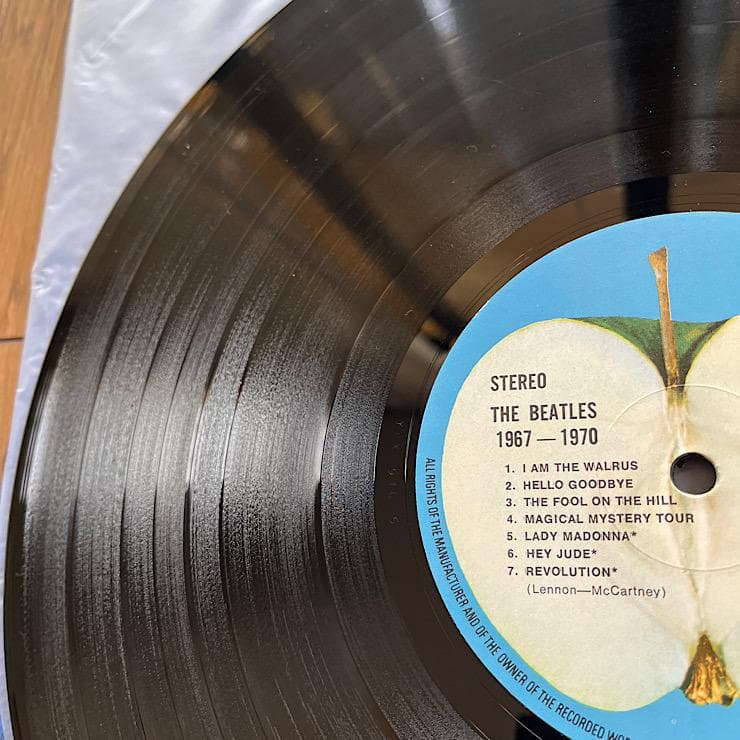 STEREO
THE BEATLES
1967 — 1970
1. I AM THE WALRUS
2. HELLO GOODBYE
3. THE FOOL ON THE HILL
4. MAGICAL MYSTERY TOUR
5. LADY MADONNA*
6. HEY JUDE*
7. REVOLUTION*
(Lennon—McCartney)
ALL RIGHTS OF THE MANUFACTURER AND OF THE OWNER OF THE RECORDED